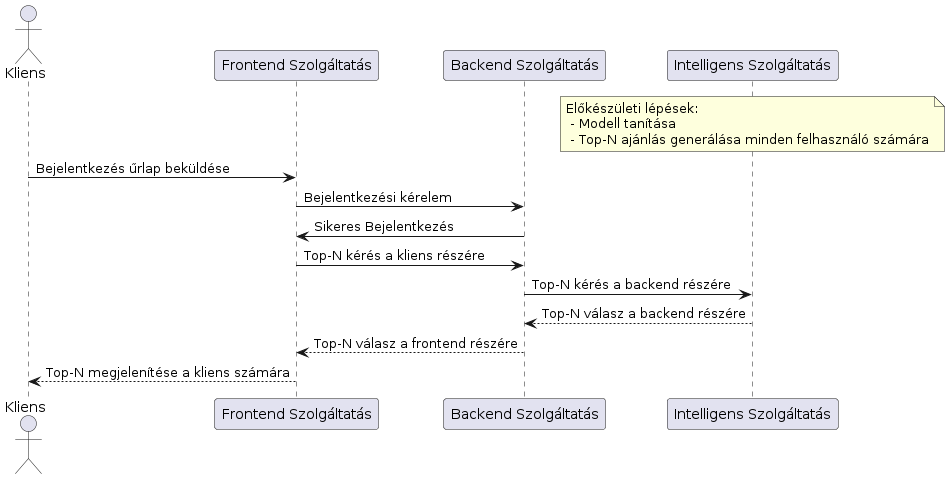 Kliens
Frontend Szolgáltatás
Backend Szolgáltatás
Intelligens Szolgáltatás
Előkészületi lépések:
- Modell tanítása
- Top-N ajánlás generálása minden felhasználó számára
Bejelentkezés űrlap beküldése
Bejelentkezési kérelem
Sikeres Bejelentkezés
Top-N kérés a kliens részére
Top-N kérés a backend részére
Top-N válasz a backend részére
Top-N válasz a frontend részére
Top-N megjelenítése a kliens számára
Kliens
Frontend Szolgáltatás
Backend Szolgáltatás
Intelligens Szolgáltatás